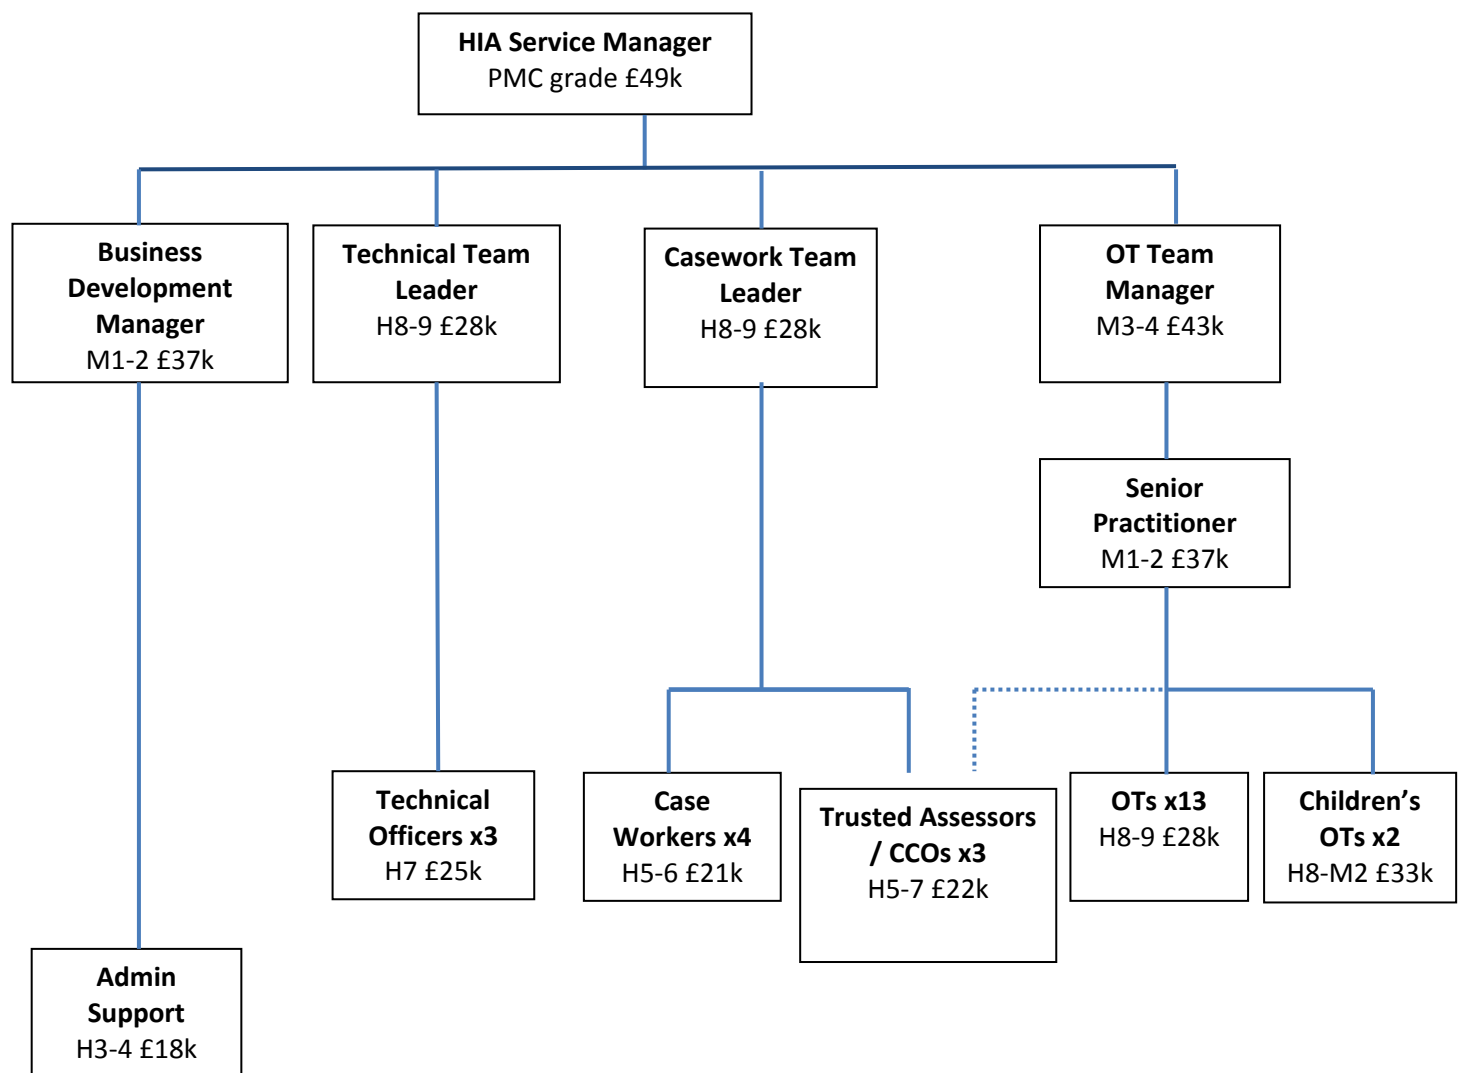 HIA Service Manager
PMC grade £49k
Business
Development
Manager
M1-2 £37k
Technical Team
Leader
H8-9 £28k
Casework Team
Leader
H8-9 £28k
OT Team
Manager
M3-4 £43k
Senior
Practitioner
M1-2 £37k
Technical
Officers x3
H7 £25k
Case
Workers x4
H5-6 £21k
Trusted Assessors
/ CCOs x3
H5-7 £22k
OTs x13
H8-9 £28k
Children’s
OTs x2
H8-M2 £33k
Admin
Support
H3-4 £18k